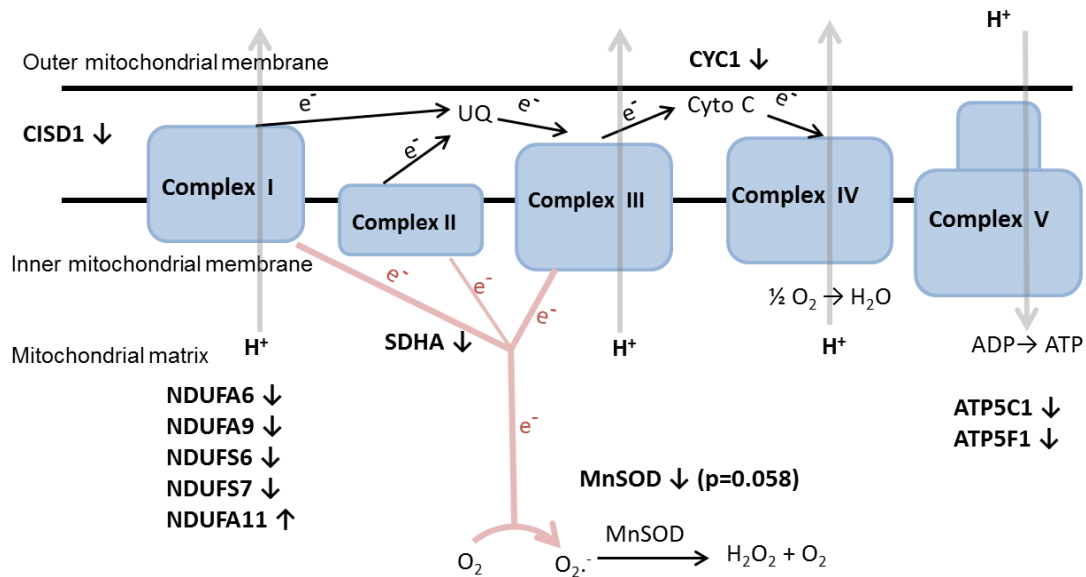 H⁺
Outer mitochondrial membrane
CYC1 ↓
e⁻
UQ
e⁻
e⁻
Cyto C
e⁻
CISD1 ↓
e⁻
Complex I
Complex II
Complex III
Complex IV
Complex V
Inner mitochondrial membrane
e⁻
e⁻
e⁻
½ O₂ → H₂O
Mitochondrial matrix
H⁺
SDHA ↓
H⁺
H⁺
ADP → ATP
NDUFA6 ↓
NDUFA9 ↓
NDUFS6 ↓
NDUFS7 ↓
NDUFA11 ↑
e⁻
ATP5C1 ↓
ATP5F1 ↓
MnSOD ↓ (p=0.058)
MnSOD
O₂
O₂.⁻
H₂O₂ + O₂